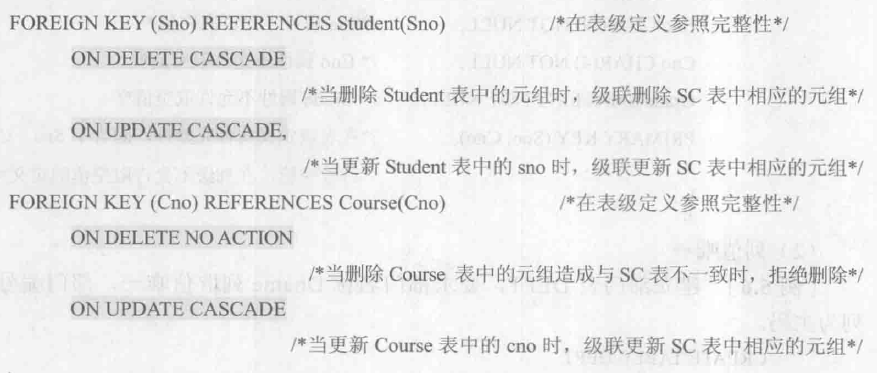 FOREIGN KEY (Sno) REFERENCES Student(Sno) /*在表级定义参照完整性*/
ON DELETE CASCADE
/*当删除 Student 表中的元组时，级联删除 SC 表中相应的元组*/
ON UPDATE CASCADE,
/*当更新 Student 表中的 sno 时，级联更新 SC 表中相应的元组*/
FOREIGN KEY (Cno) REFERENCES Course(Cno) /*在表级定义参照完整性*/
ON DELETE NO ACTION
/*当删除 Course 表中的元组造成与 SC 表不一致时，拒绝删除*/
ON UPDATE CASCADE
/*当更新 Course 表中的 cno 时，级联更新 SC 表中相应的元组*/